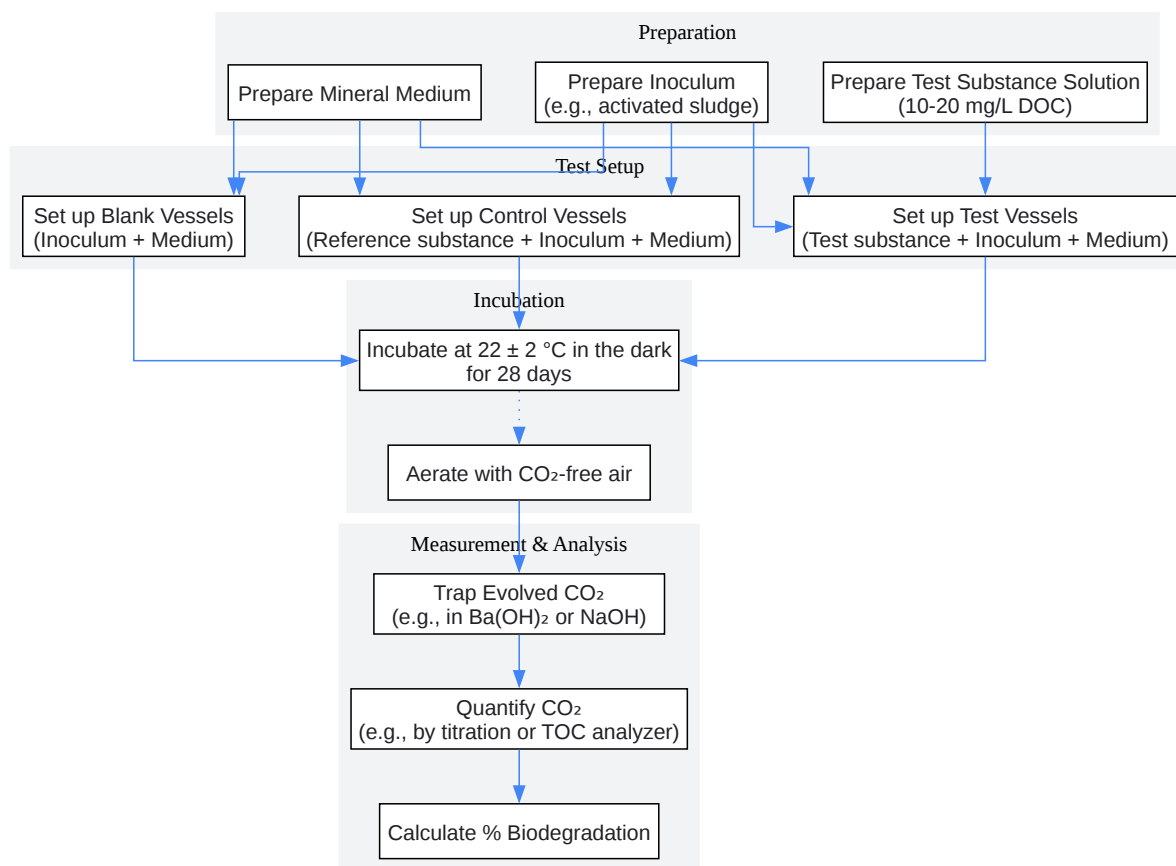 Preparation
Prepare Mineral Medium
Prepare Inoculum
(e.g., activated sludge)
Prepare Test Substance Solution
(10-20 mg/L DOC)
Test Setup
Set up Blank Vessels
(Inoculum + Medium)
Set up Control Vessels
(Reference substance + Inoculum + Medium)
Set up Test Vessels
(Test substance + Inoculum + Medium)
Incubation
Incubate at 22 ± 2 °C in the dark
for 28 days
Aerate with CO₂-free air
Measurement & Analysis
Trap Evolved CO₂
(e.g., in Ba(OH)₂ or NaOH)
Quantify CO₂
(e.g., by titration or TOC analyzer)
Calculate % Biodegradation